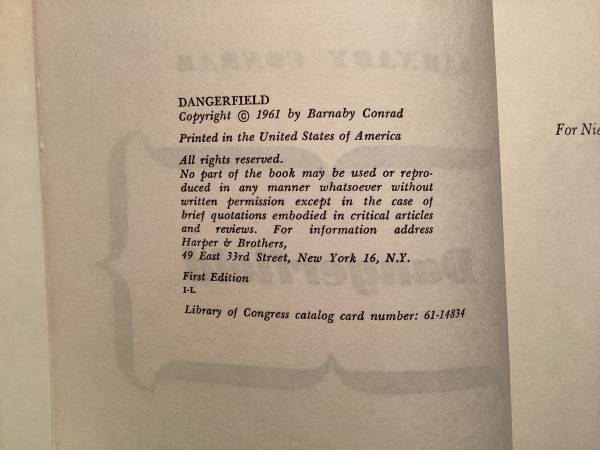 DANGERFIELD
Copyright © 1961 by Barnaby Conrad
Printed in the United States of America
All rights reserved.
No part of the book may be used or repro-
duced in any manner whatsoever without
written permission except in the case of
brief quotations embodied in critical articles
and reviews. For information address
Harper & Brothers,
49 East 33rd Street, New York 16, N.Y.
First Edition
I-L
Library of Congress catalog card number: 61-14834
For